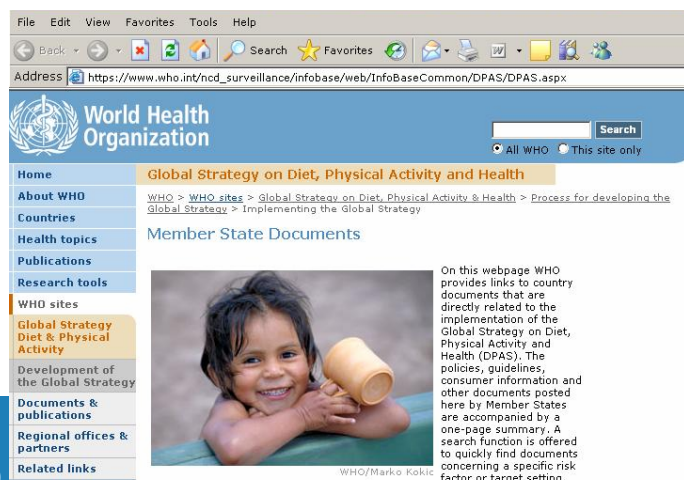 File Edit View Favorites Tools Help
Back Search Favorites
Address https://www.who.int/ncd_surveillance/infobase/web/InfoBaseCommon/DPAS/DPAS.aspx
World Health
Organization
Search
All WHO This site only
Home
About WHO
Countries
Health topics
Publications
Research tools
WHO sites
Global Strategy
Diet & Physical
Activity
Development of
the Global Strategy
Documents &
publications
Regional offices &
partners
Related links
Global Strategy on Diet, Physical Activity and Health
WHO > WHO sites > Global Strategy on Diet, Physical Activity & Health > Process for developing the
Global Strategy > Implementing the Global Strategy
Member State Documents
WHO/Marko Kokic
On this webpage WHO
provides links to country
documents that are
directly related to the
implementation of the
Global Strategy on Diet,
Physical Activity and
Health (DPAS). The
policies, guidelines,
consumer information and
other documents posted
here by Member States
are accompanied by a
one-page summary. A
search function is offered
to quickly find documents
concerning a specific risk
factor or target setting